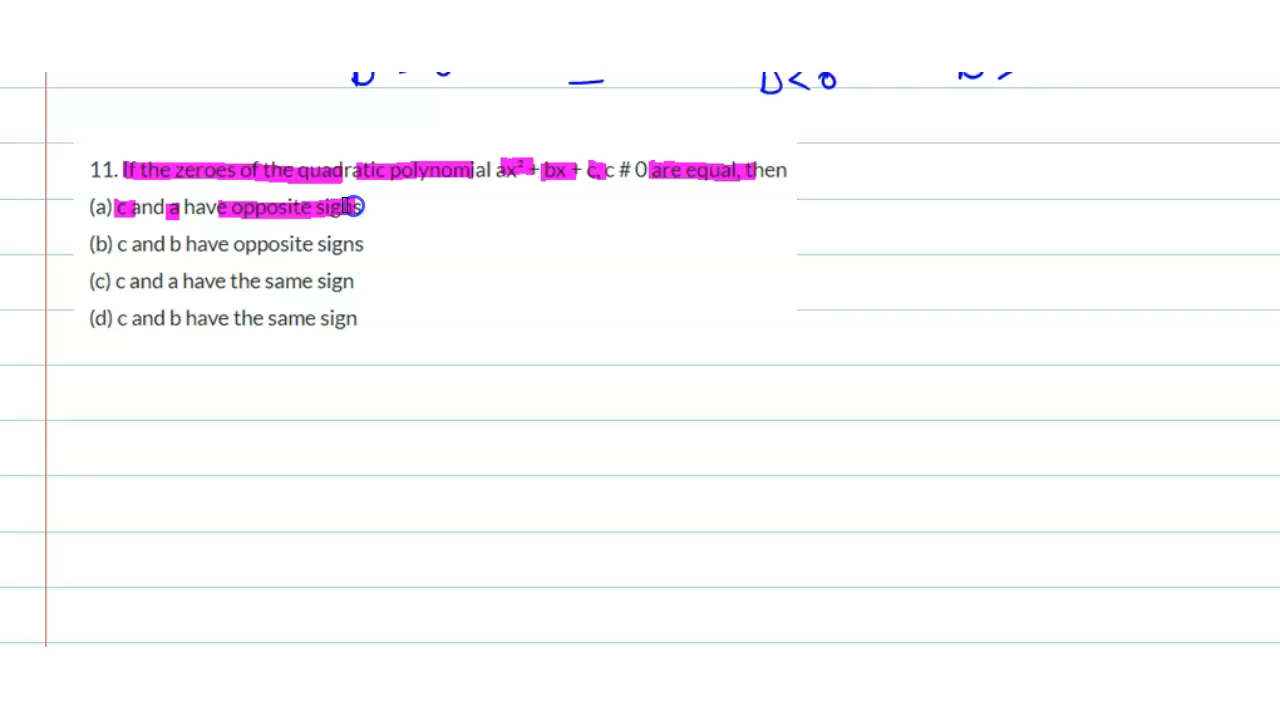 D<0
11. If the zeroes of the quadratic polynomial ax² + bx + c, c # 0 are equal, then
(a) c and a have opposite signs
(b) c and b have opposite signs
(c) c and a have the same sign
(d) c and b have the same sign